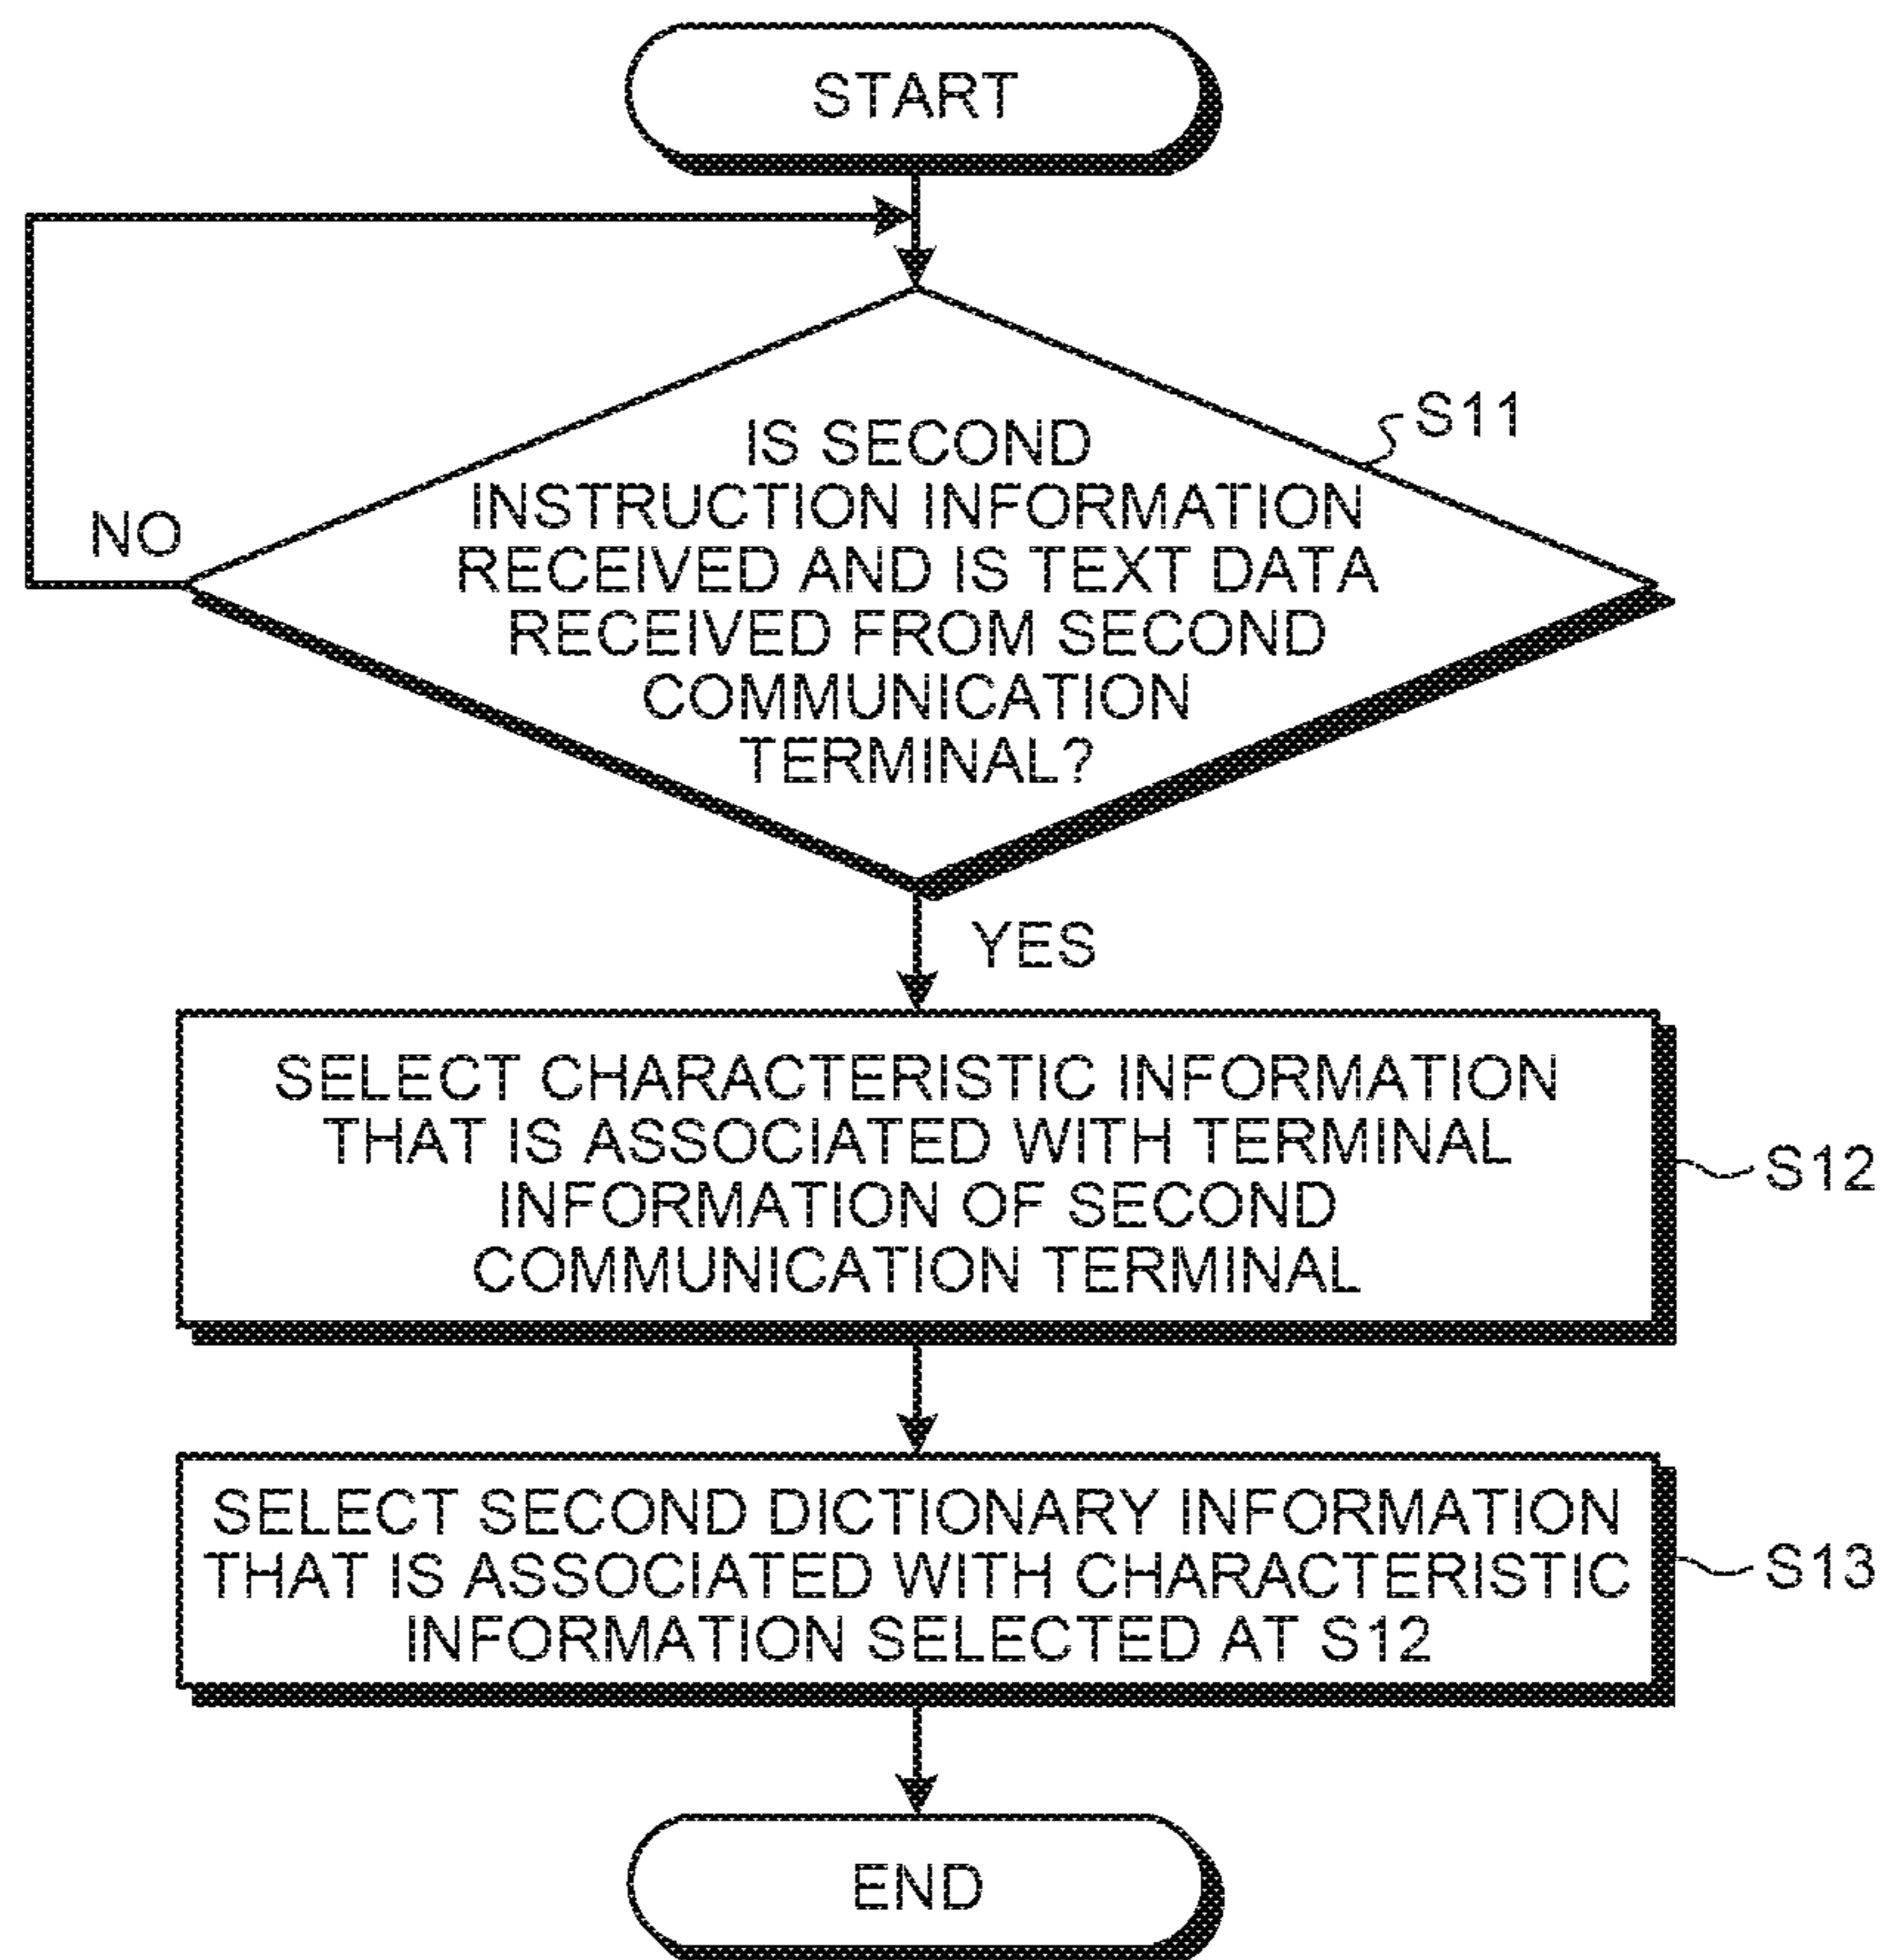 START
IS SECOND
INSTRUCTION INFORMATION
RECEIVED AND IS TEXT DATA
RECEIVED FROM SECOND
COMMUNICATION
TERMINAL?
S11
NO
YES
SELECT CHARACTERISTIC INFORMATION
THAT IS ASSOCIATED WITH TERMINAL
INFORMATION OF SECOND
COMMUNICATION TERMINAL
S12
SELECT SECOND DICTIONARY INFORMATION
THAT IS ASSOCIATED WITH CHARACTERISTIC
INFORMATION SELECTED AT S12
S13
END